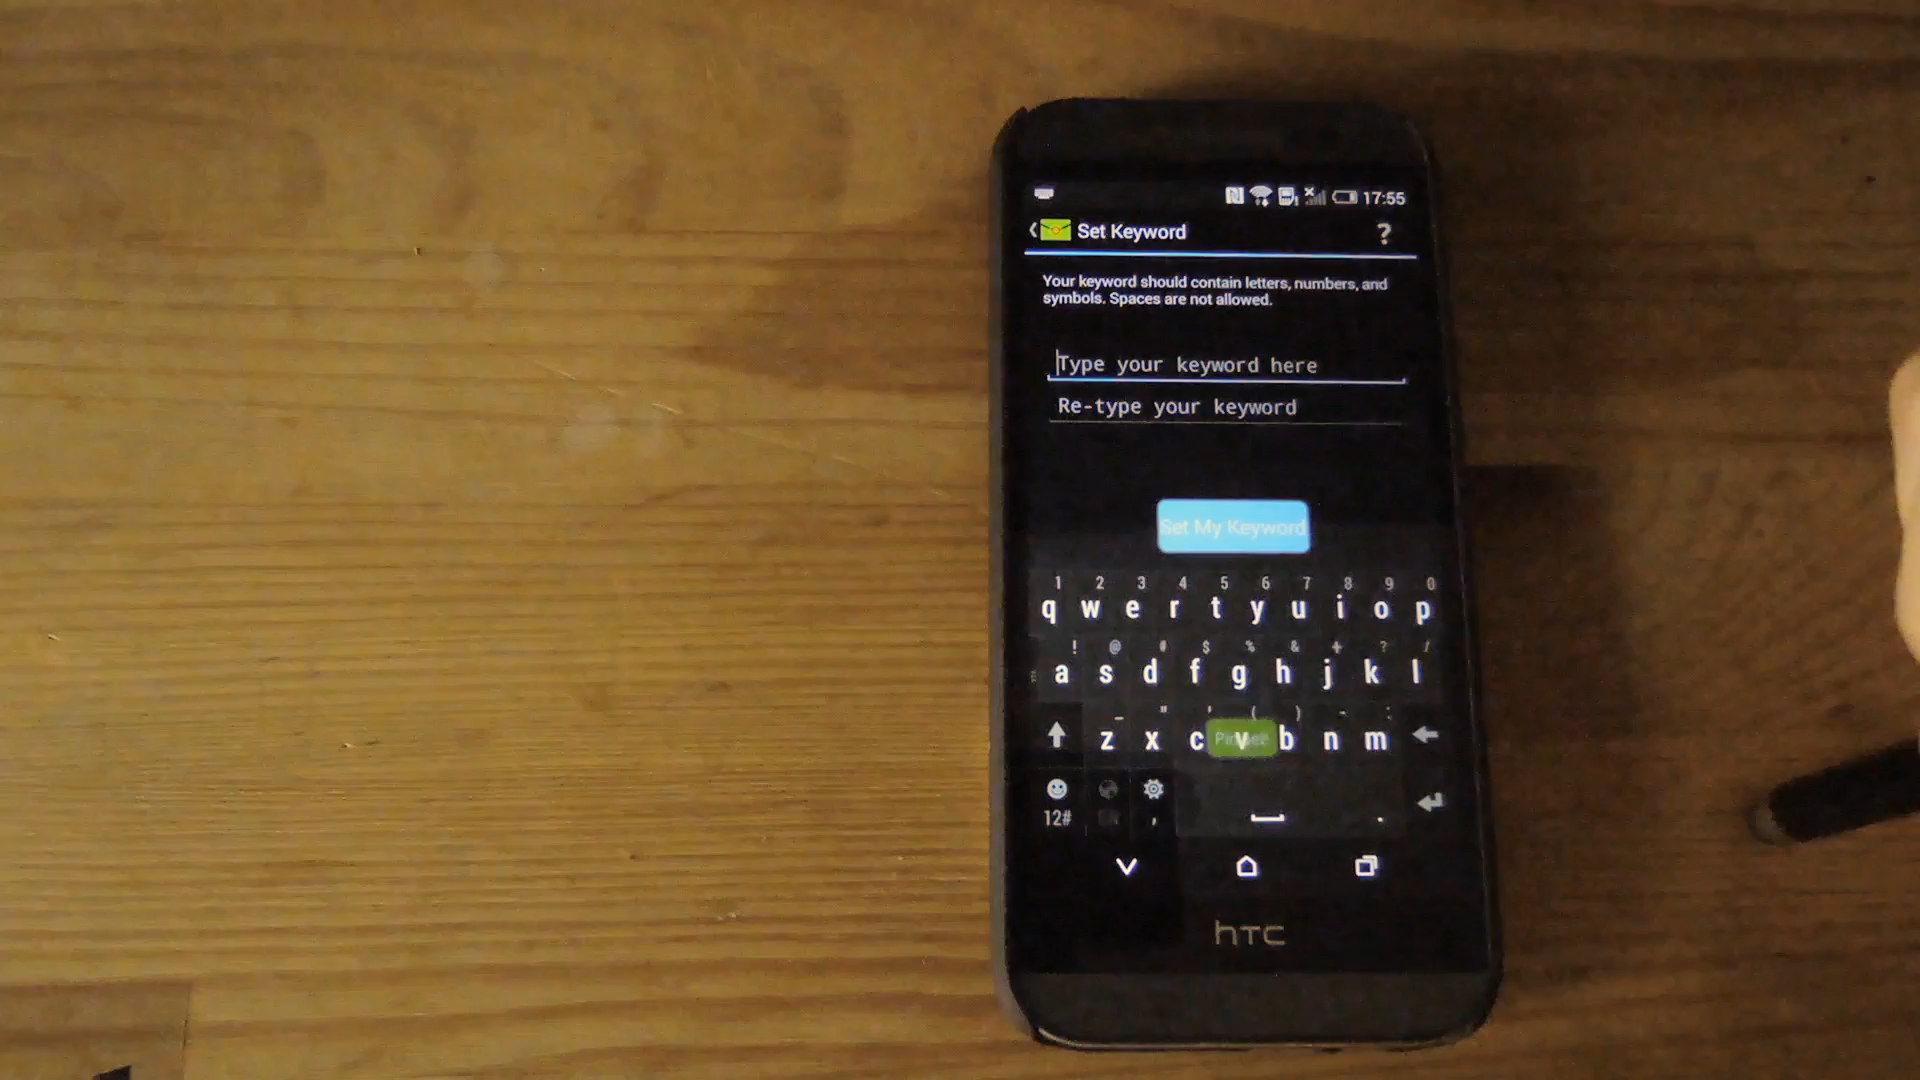 17:55
Set Keyword ?
Your keyword should contain letters, numbers, and
symbols. Spaces are not allowed.
Type your keyword here
Re-type your keyword
Set My Keyword
1 2 3 4 5 6 7 8 9 0
q w e r t y u i o p
! @ # $ % & + ? /
a s d f g h j k l
_ " ' ( ) - :
z x c v b n m
12# , .
hTC